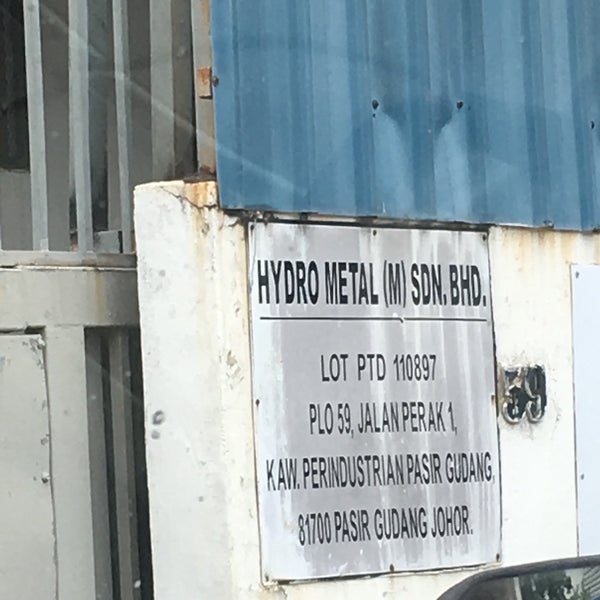 HYDRO METAL (M) SDN. BHD.
LOT PTD 110897
PLO 59, JALAN PERAK 1,
KAW. PERINDUSTRIAN PASIR GUDANG,
81700 PASIR GUDANG JOHOR.
59